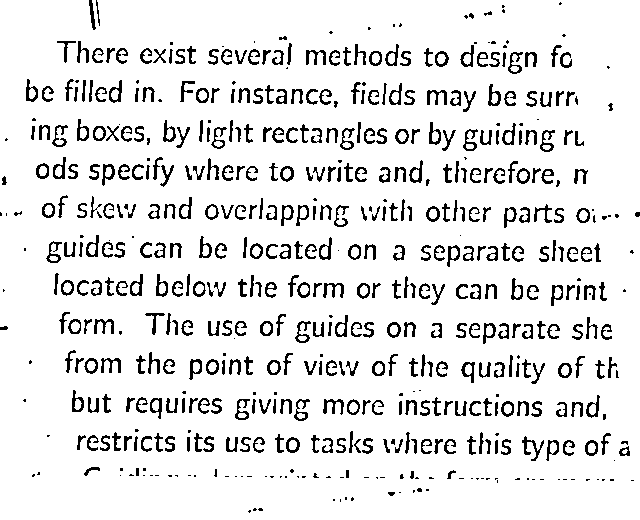 There exist several methods to design
be filled in. For instance, fields may be
ing boxes, by light rectangles or by guiding
ods specify where to write and, therefore,
of skew and overlapping with other parts
guides can be located on a separate sheet
located below the form or they can be print
form. The use of guides on a separate she
from the point of view of the quality of th
but requires giving more instructions and,
restricts its use to tasks where this type of a